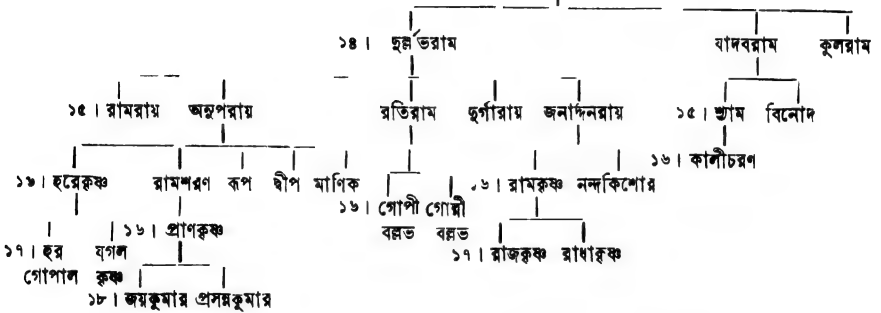 ১৪। দুর্ল্লভরাম যাদবরাম কুলরাম
১৫। রামরায় অনুপরায় রতিরাম দুর্গারায় জনার্দ্দনরায় ১৫। শ্যাম বিনোদ
১৬। কালীচরণ
১৬। হরেকৃষ্ণ রামশরণ রূপ দ্বীপ মাণিক ১৬। গোপী গোরী ১৬। রামকৃষ্ণ নন্দকিশোর
বল্লভ বল্লভ
১৭। হর যুগল ১৬। প্রাণকৃষ্ণ ১৭। রাজকৃষ্ণ রাধাকৃষ্ণ
গোপাল কৃষ্ণ
১৮। জয়কুমার প্রসন্নকুমার